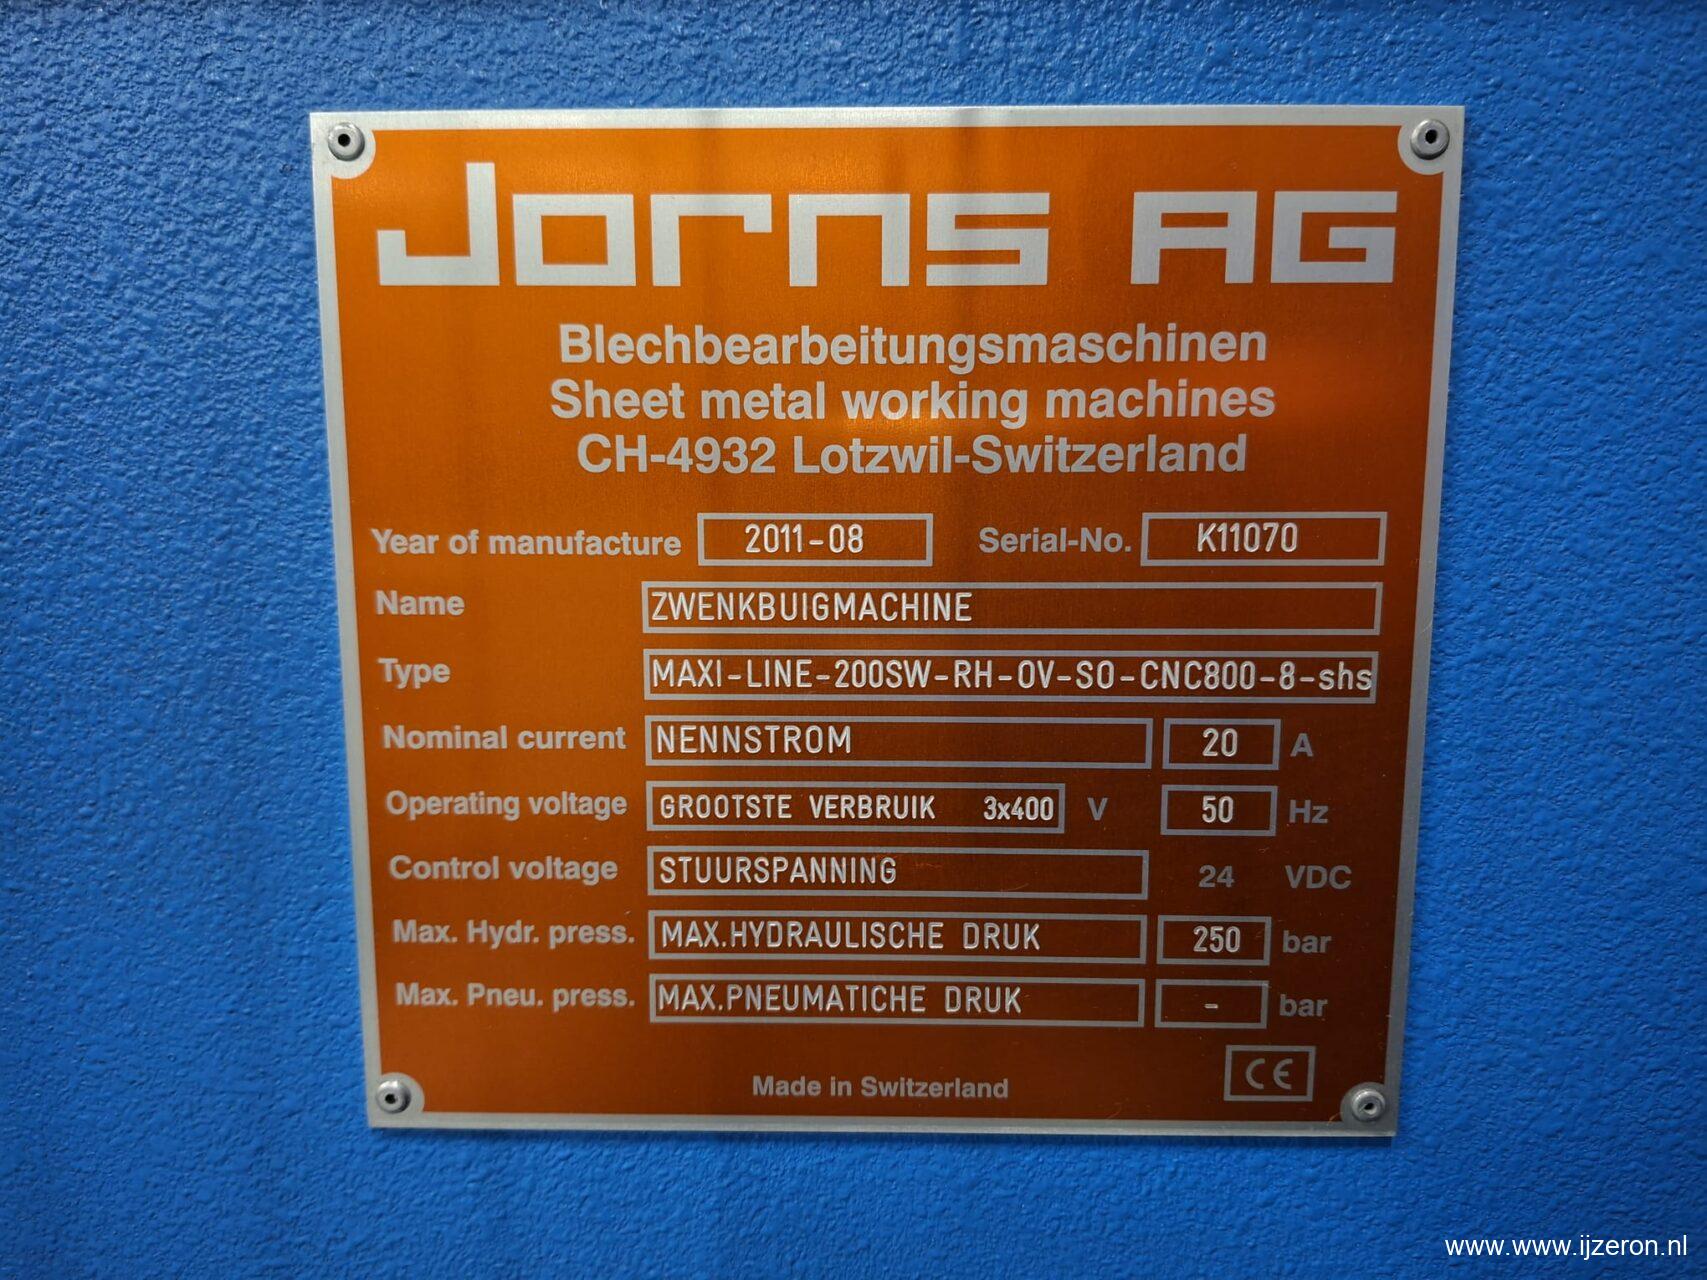 Jorns AG
Blechbearbeitungsmaschinen
Sheet metal working machines
CH-4932 Lotzwil-Switzerland
Year of manufacture 2011-08 Serial-No. K11070
Name ZWENKBUIGMACHINE
Type MAXI-LINE-200SW-RH-OV-SO-CNC800-8-shs
Nominal current NENNSTROM 20 A
Operating voltage GROOTSTE VERBRUIK 3x400 V 50 Hz
Control voltage STUURSPANNING 24 VDC
Max. Hydr. press. MAX.HYDRAULISCHE DRUK 250 bar
Max. Pneu. press. MAX.PNEUMATICHE DRUK - bar
Made in Switzerland CE
www.www.ijzeron.nl